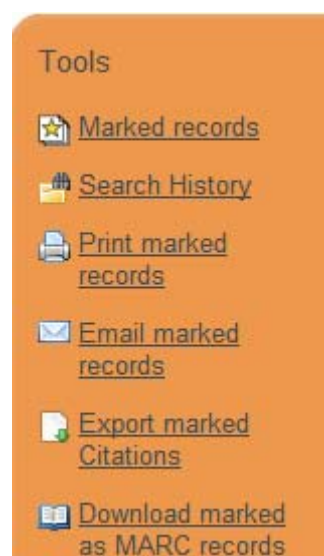 Tools
Marked records
Search History
Print marked
records
Email marked
records
Export marked
Citations
Download marked
as MARC records